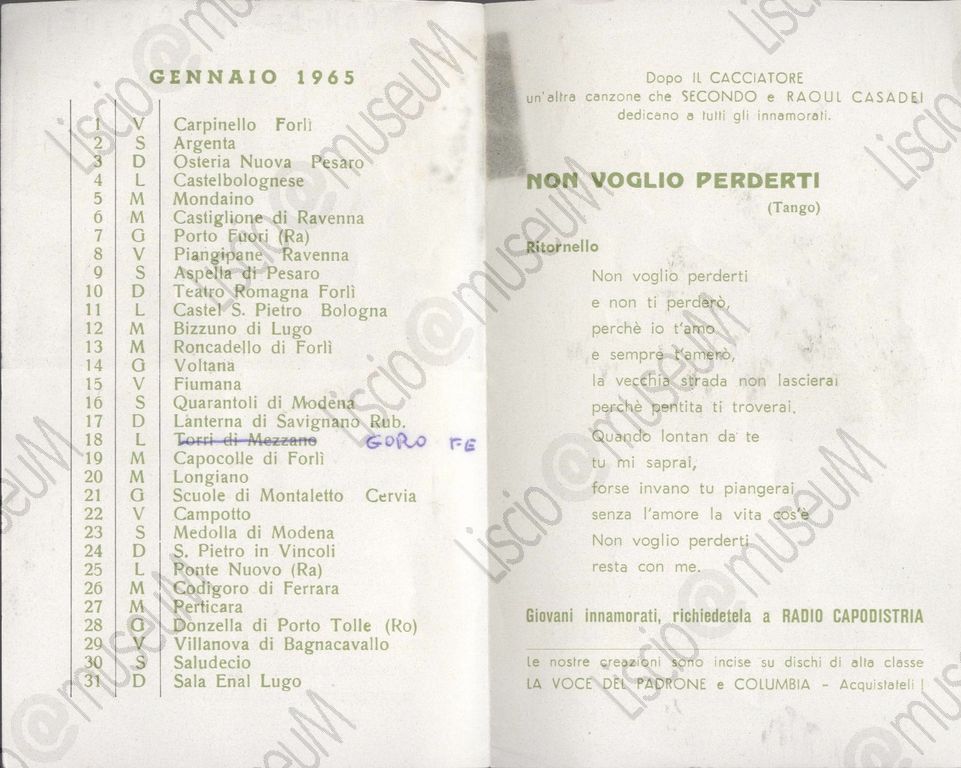 GENNAIO 1965
1 V Carpinello Forlì
2 S Argenta
3 D Osteria Nuova Pesaro
4 L Castelbolognese
5 M Mondaino
6 M Castiglione di Ravenna
7 G Porto Fuori (Ra)
8 V Piangipane Ravenna
9 S Aspella di Pesaro
10 D Teatro Romagna Forlì
11 L Castel S. Pietro Bologna
12 M Bizzuno di Lugo
13 M Roncadello di Forlì
14 G Voltana
15 V Fiumana
16 S Quarantoli di Modena
17 D Lanterna di Savignano Rub.
18 L Torri di Mezzano GORO FE
19 M Capocolle di Forlì
20 M Longiano
21 G Scuole di Montaletto Cervia
22 V Campotto
23 S Medolla di Modena
24 D S. Pietro in Vincoli
25 L Ponte Nuovo (Ra)
26 M Codigoro di Ferrara
27 M Perticara
28 G Donzella di Porto Tolle (Ro)
29 V Villanova di Bagnacavallo
30 S Saludecio
31 D Sala Enal Lugo
Dopo IL CACCIATORE
un'altra canzone che SECONDO e RAOUL CASADEI
dedicano a tutti gli innamorati.
NON VOGLIO PERDERTI
(Tango)
Ritornello
Non voglio perderti
e non ti perderò,
perchè io t'amo
e sempre t'amerò,
la vecchia strada non lascierai
perchè pentita ti troverai.
Quando lontan da te
tu mi saprai,
forse invano tu piangerai
senza l'amore la vita cos'è
Non voglio perderti
resta con me.
Giovani innamorati, richiedetela a RADIO CAPODISTRIA
Le nostre creazioni sono incise su dischi di alta classe
LA VOCE DEL PADRONE e COLUMBIA - Acquistateli !
Liscio@museuM
Liscio@museuM
Liscio@museuM
Liscio@museuM
Liscio@museuM